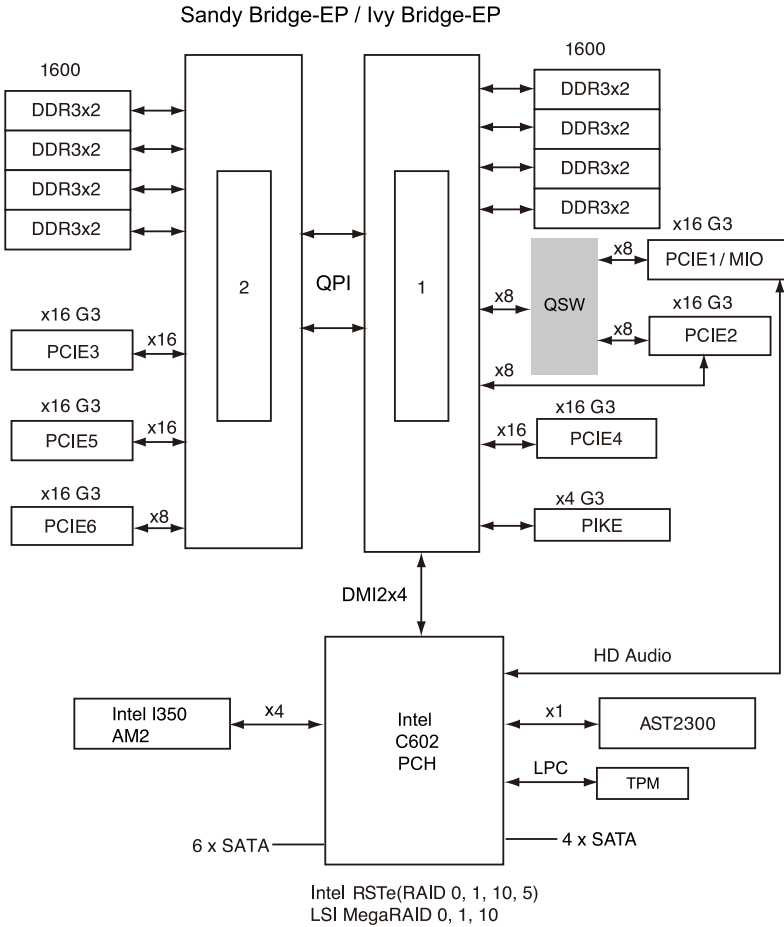 Sandy Bridge-EP / Ivy Bridge-EP
1600
DDR3x2
DDR3x2
DDR3x2
DDR3x2
x16 G3
PCIE3
x16
x16 G3
PCIE5
x16
x16 G3
PCIE6
x8
2
QPI
1
1600
DDR3x2
DDR3x2
DDR3x2
DDR3x2
x8
QSW
x16 G3
x8
PCIE1/ MIO
x16 G3
x8
PCIE2
x8
x16 G3
x16
PCIE4
x4 G3
PIKE
DMI2x4
HD Audio
Intel I350
AM2
x4
Intel
C602
PCH
x1
AST2300
LPC
TPM
6 x SATA
4 x SATA
Intel RSTe(RAID 0, 1, 10, 5)
LSI MegaRAID 0, 1, 10